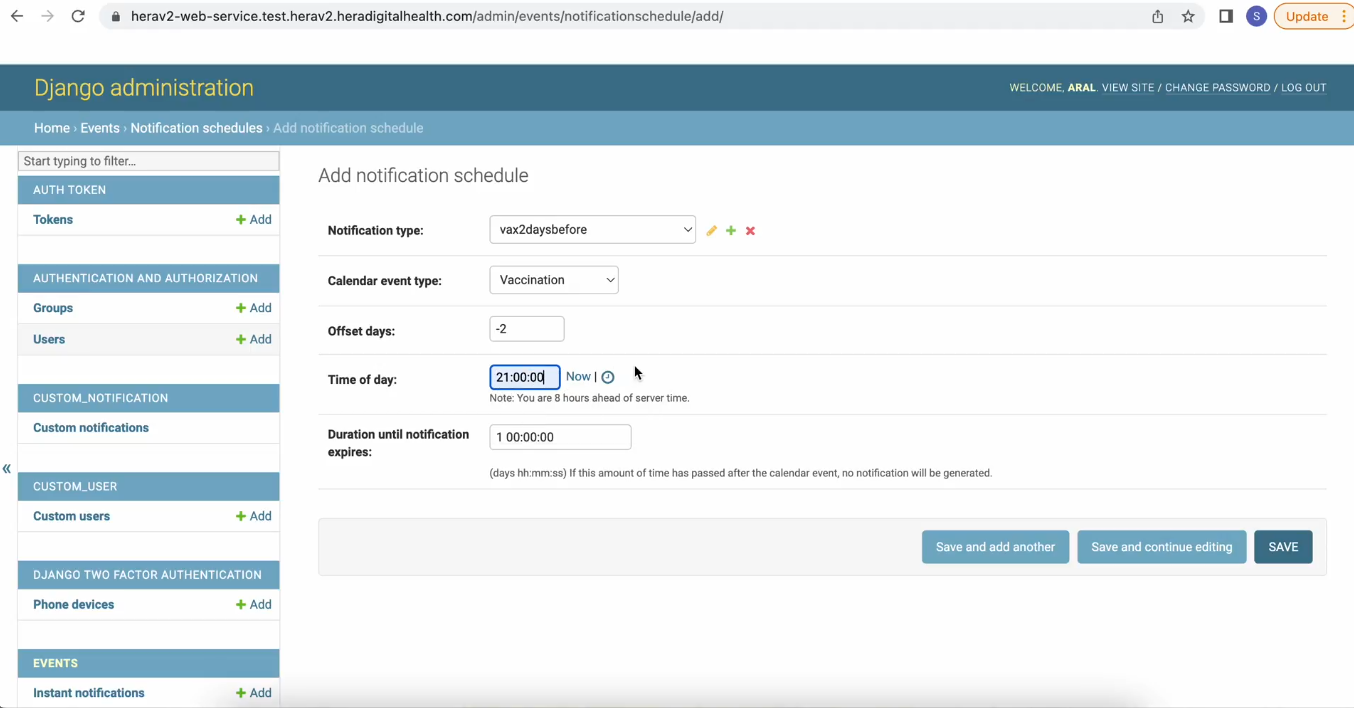 herav2-web-service.test.herav2.heradigitalhealth.com/admin/events/notificationschedule/add/
S
Update
Django administration
WELCOME, ARAL. VIEW SITE / CHANGE PASSWORD / LOG OUT
Home › Events › Notification schedules › Add notification schedule
Start typing to filter...
AUTH TOKEN
Tokens
+ Add
AUTHENTICATION AND AUTHORIZATION
Groups
+ Add
Users
+ Add
CUSTOM_NOTIFICATION
Custom notifications
CUSTOM_USER
Custom users
+ Add
DJANGO TWO FACTOR AUTHENTICATION
Phone devices
+ Add
EVENTS
Instant notifications
+ Add
«
Add notification schedule
Notification type:
vax2daysbefore
Calendar event type:
Vaccination
Offset days:
-2
Time of day:
21:00:00
Now |
Note: You are 8 hours ahead of server time.
Duration until notification
expires:
1 00:00:00
(days hh:mm:ss) If this amount of time has passed after the calendar event, no notification will be generated.
Save and add another
Save and continue editing
SAVE